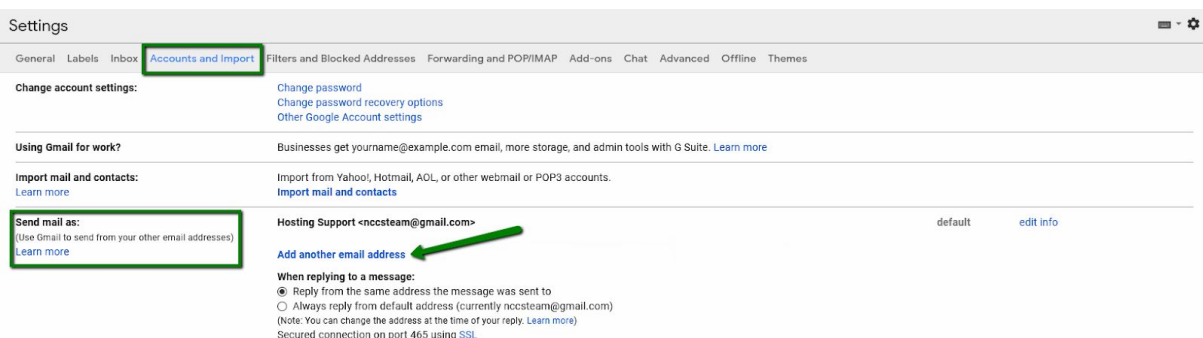 Settings
General Labels Inbox Accounts and Import Filters and Blocked Addresses Forwarding and POP/IMAP Add-ons Chat Advanced Offline Themes
Change account settings: Change password
Change password recovery options
Other Google Account settings
Using Gmail for work? Businesses get yourname@example.com email, more storage, and admin tools with G Suite. Learn more
Import mail and contacts: Import from Yahoo!, Hotmail, AOL, or other webmail or POP3 accounts.
Learn more Import mail and contacts
Send mail as: Hosting Support <nccsteam@gmail.com> default edit info
(Use Gmail to send from your other email addresses)
Learn more Add another email address
When replying to a message:
Reply from the same address the message was sent to
Always reply from default address (currently nccsteam@gmail.com)
(Note: You can change the address at the time of your reply. Learn more)
Secured connection on port 465 using SSL